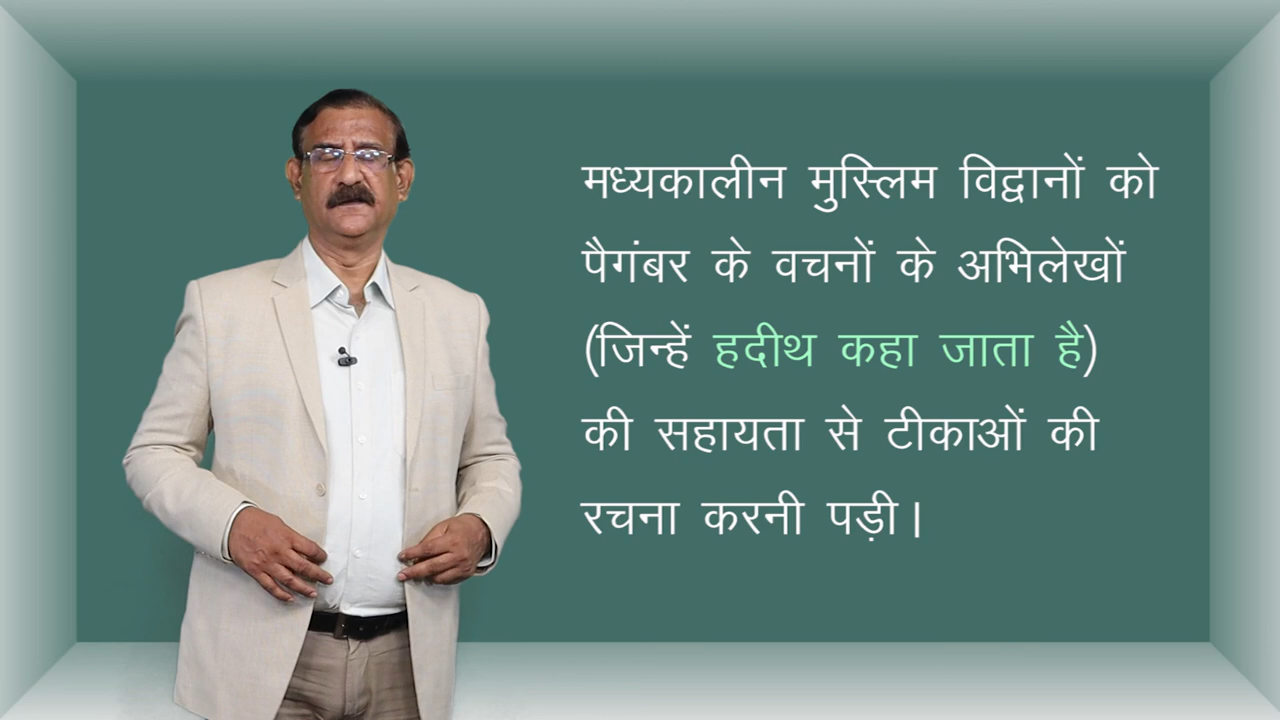 मध्यकालीन मुस्लिम विद्वानों को
पैगंबर के वचनों के अभिलेखों
(जिन्हें हदीथ कहा जाता है)
की सहायता से टीकाओं की
रचना करनी पड़ी।